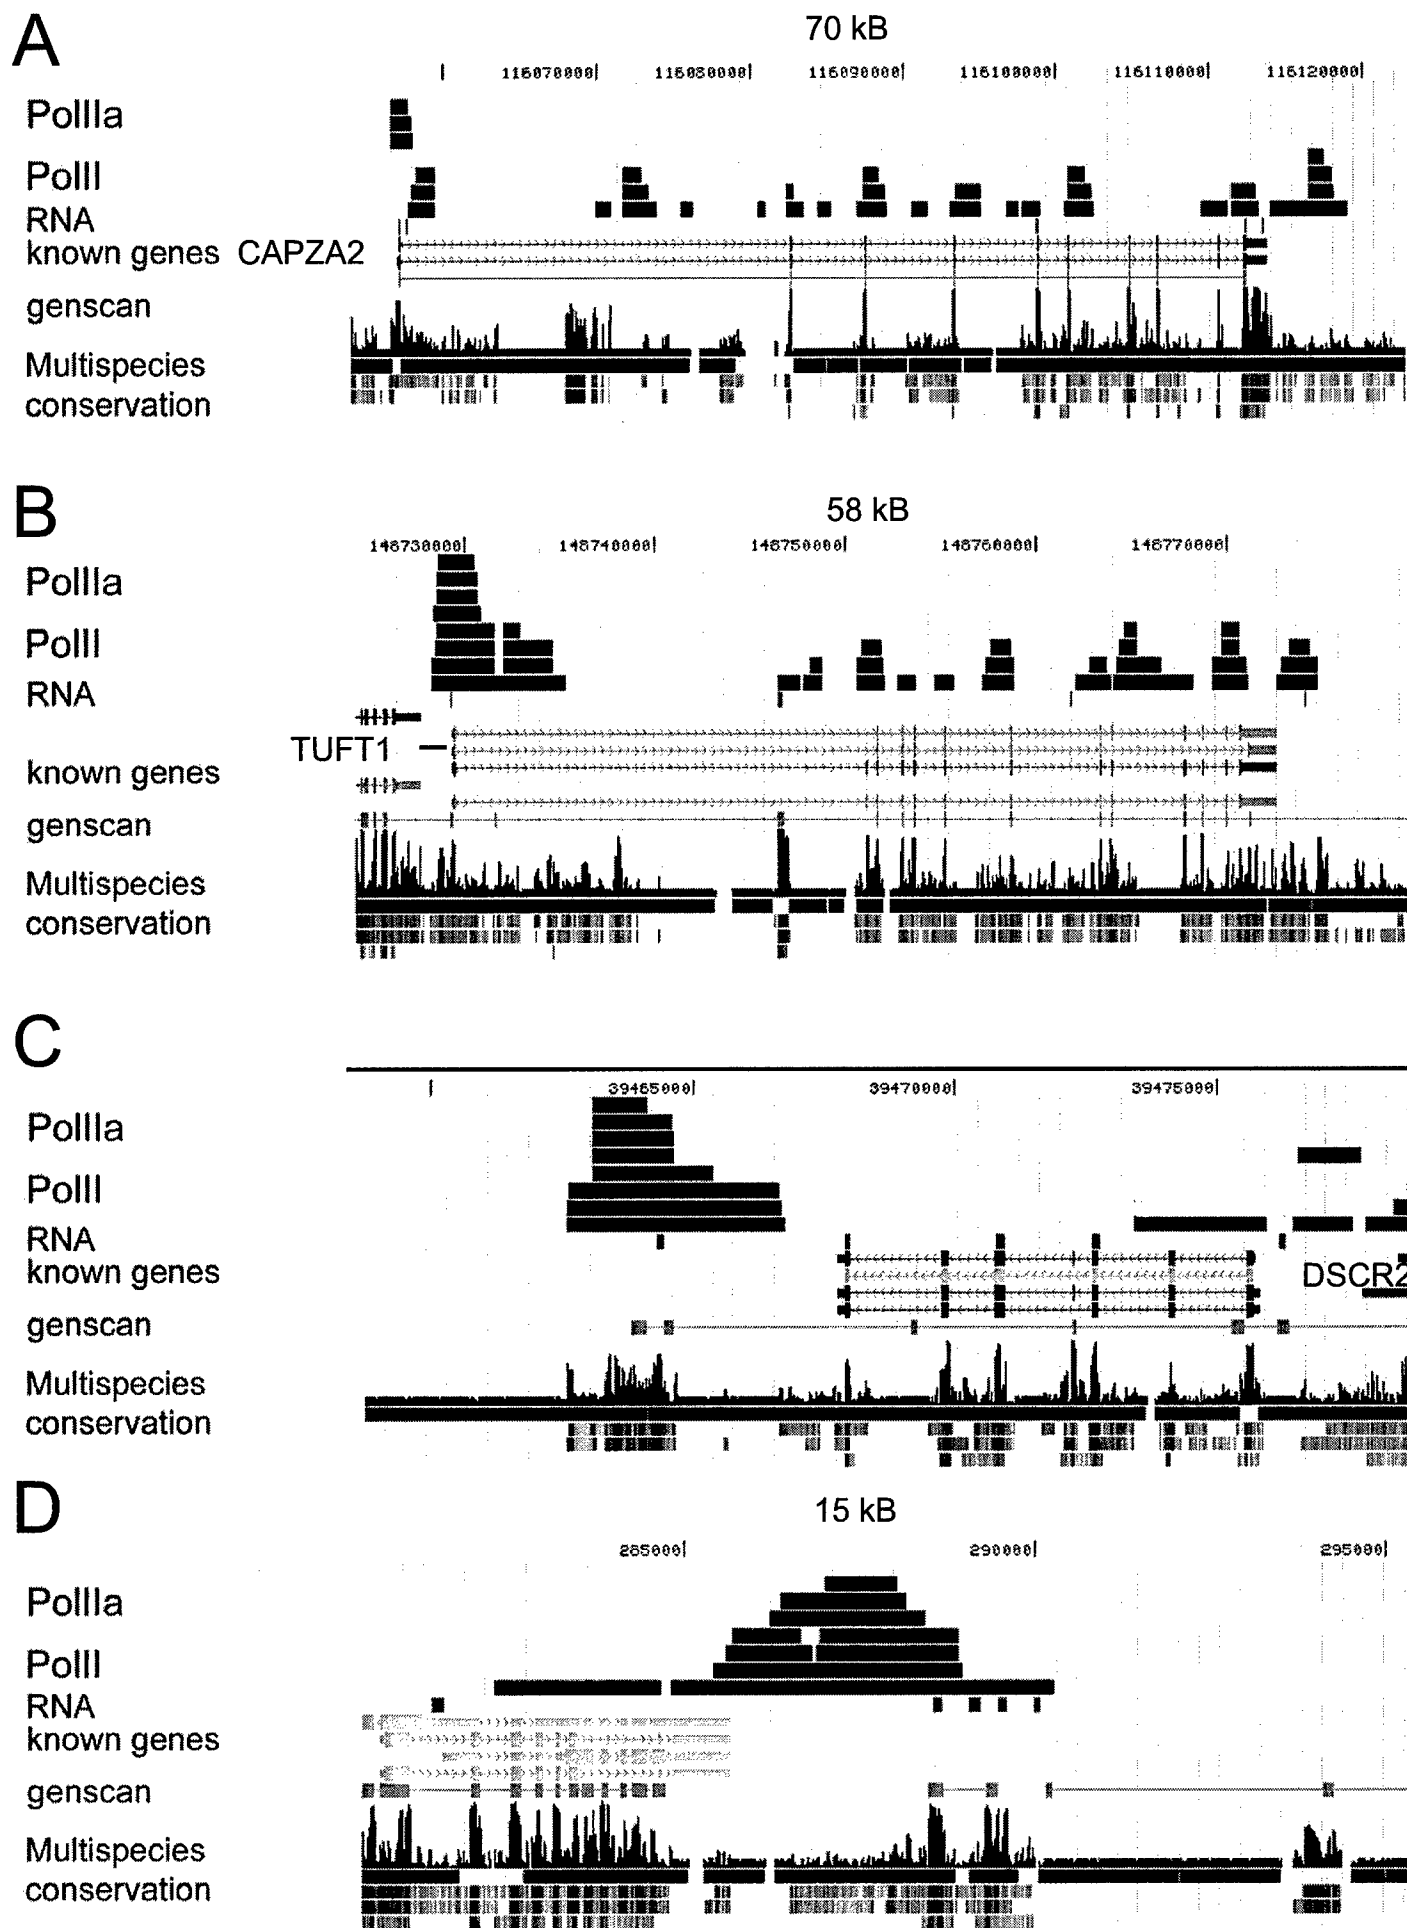 A
70 kB
116070000| 116080000| 116090000| 116100000| 116110000| 116120000|
PolIIa
PolII
RNA
known genes CAPZA2
genscan
Multispecies
conservation
B
58 kB
148730000| 148740000| 148750000| 148760000| 148770000|
PolIIa
PolII
RNA
TUFT1
known genes
genscan
Multispecies
conservation
C
39465000| 39470000| 39475000|
PolIIa
PolII
RNA
known genes DSCR2
genscan
Multispecies
conservation
D
15 kB
285000| 290000| 295000|
PolIIa
PolII
RNA
known genes
genscan
Multispecies
conservation